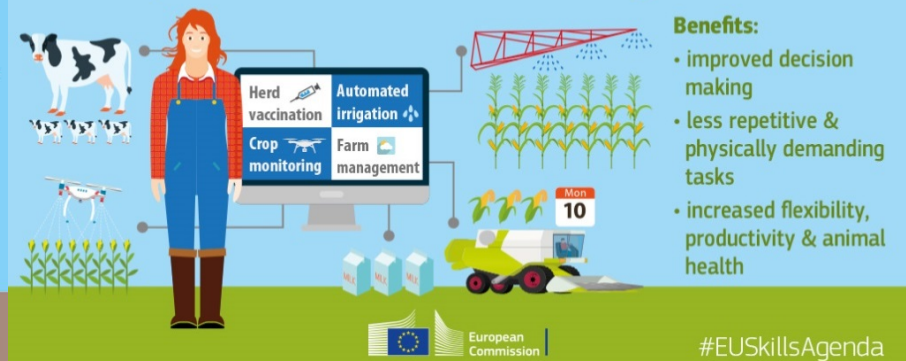 Herd
vaccination
Automated
irrigation
Crop
monitoring
Farm
management
Mon
10
MILK
MILK
MILK
Benefits:
• improved decision
making
• less repetitive &
physically demanding
tasks
• increased flexibility,
productivity & animal
health
European
Commission
#EUSkillsAgenda